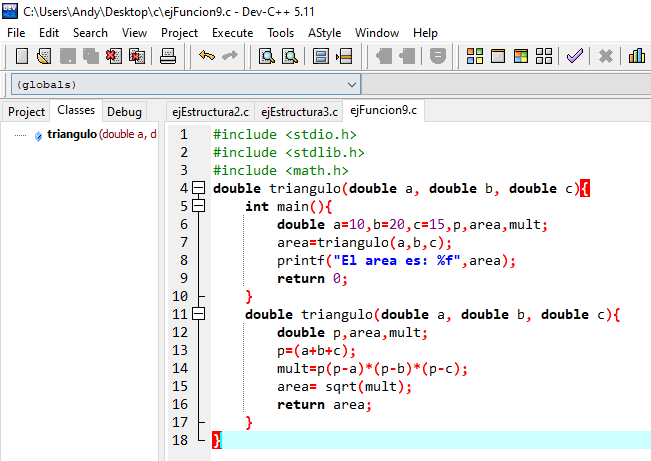 C:\Users\Andy\Desktop\c\ejFuncion9.c - Dev-C++ 5.11
File Edit Search View Project Execute Tools AStyle Window Help
(globals)
Project Classes Debug
ejEstructura2.c ejEstructura3.c ejFuncion9.c
triangulo (double a, d
1 #include <stdio.h>
2 #include <stdlib.h>
3 #include <math.h>
4 double triangulo(double a, double b, double c){
5 int main(){
6 double a=10,b=20,c=15,p,area,mult;
7 area=triangulo(a,b,c);
8 printf("El area es: %f",area);
9 return 0;
10 }
11 double triangulo(double a, double b, double c){
12 double p,area,mult;
13 p=(a+b+c);
14 mult=p(p-a)*(p-b)*(p-c);
15 area= sqrt(mult);
16 return area;
17 }
18 }